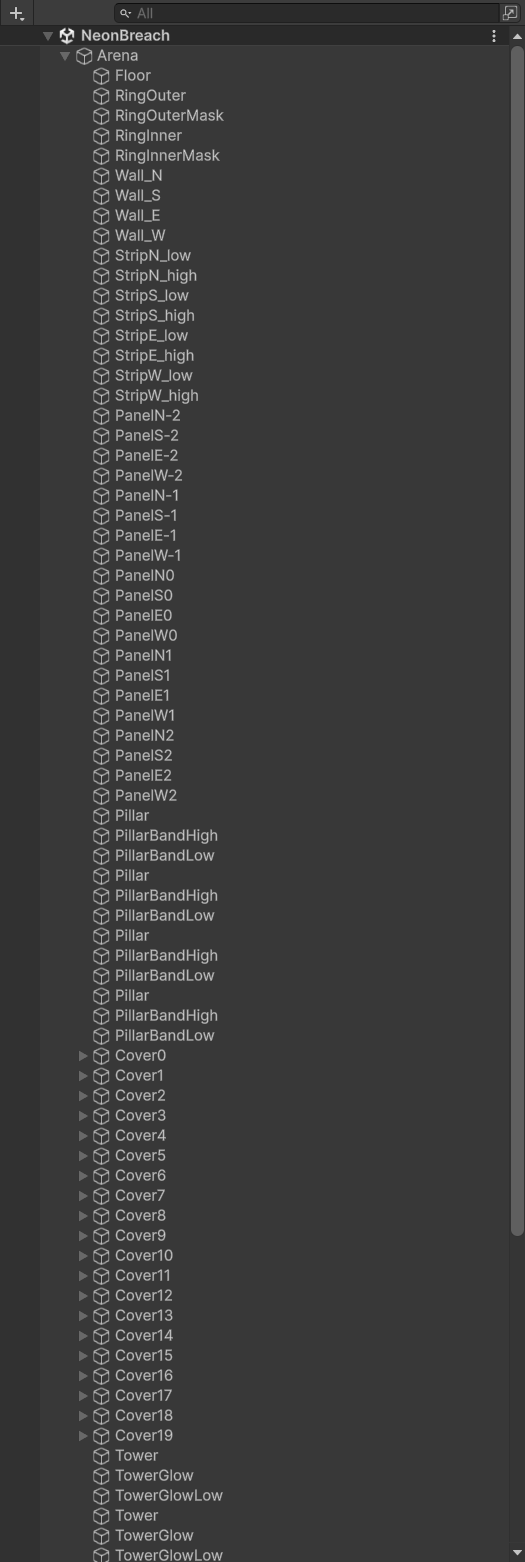 All
NeonBreach
Arena
Floor
RingOuter
RingOuterMask
RingInner
RingInnerMask
Wall_N
Wall_S
Wall_E
Wall_W
StripN_low
StripN_high
StripS_low
StripS_high
StripE_low
StripE_high
StripW_low
StripW_high
PanelN-2
PanelS-2
PanelE-2
PanelW-2
PanelN-1
PanelS-1
PanelE-1
PanelW-1
PanelN0
PanelS0
PanelE0
PanelW0
PanelN1
PanelS1
PanelE1
PanelW1
PanelN2
PanelS2
PanelE2
PanelW2
Pillar
PillarBandHigh
PillarBandLow
Pillar
PillarBandHigh
PillarBandLow
Pillar
PillarBandHigh
PillarBandLow
Pillar
PillarBandHigh
PillarBandLow
Cover0
Cover1
Cover2
Cover3
Cover4
Cover5
Cover6
Cover7
Cover8
Cover9
Cover10
Cover11
Cover12
Cover13
Cover14
Cover15
Cover16
Cover17
Cover18
Cover19
Tower
TowerGlow
TowerGlowLow
Tower
TowerGlow
TowerGlowLow